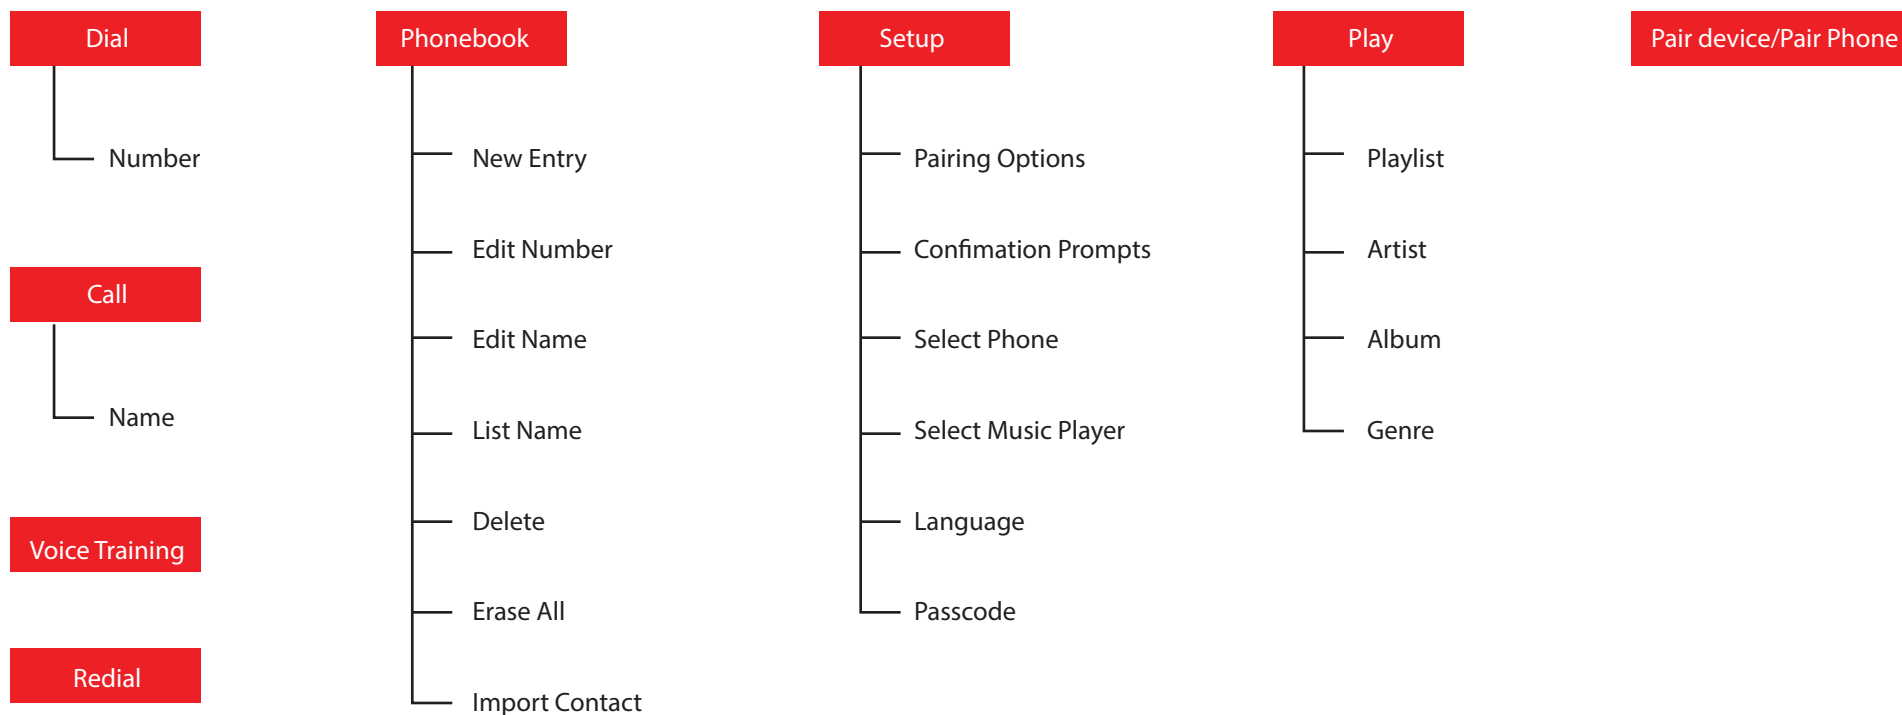 Dial
Number
Call
Name
Voice Training
Redial
Phonebook
New Entry
Edit Number
Edit Name
List Name
Delete
Erase All
Import Contact
Setup
Pairing Options
Confimation Prompts
Select Phone
Select Music Player
Language
Passcode
Play
Playlist
Artist
Album
Genre
Pair device/Pair Phone